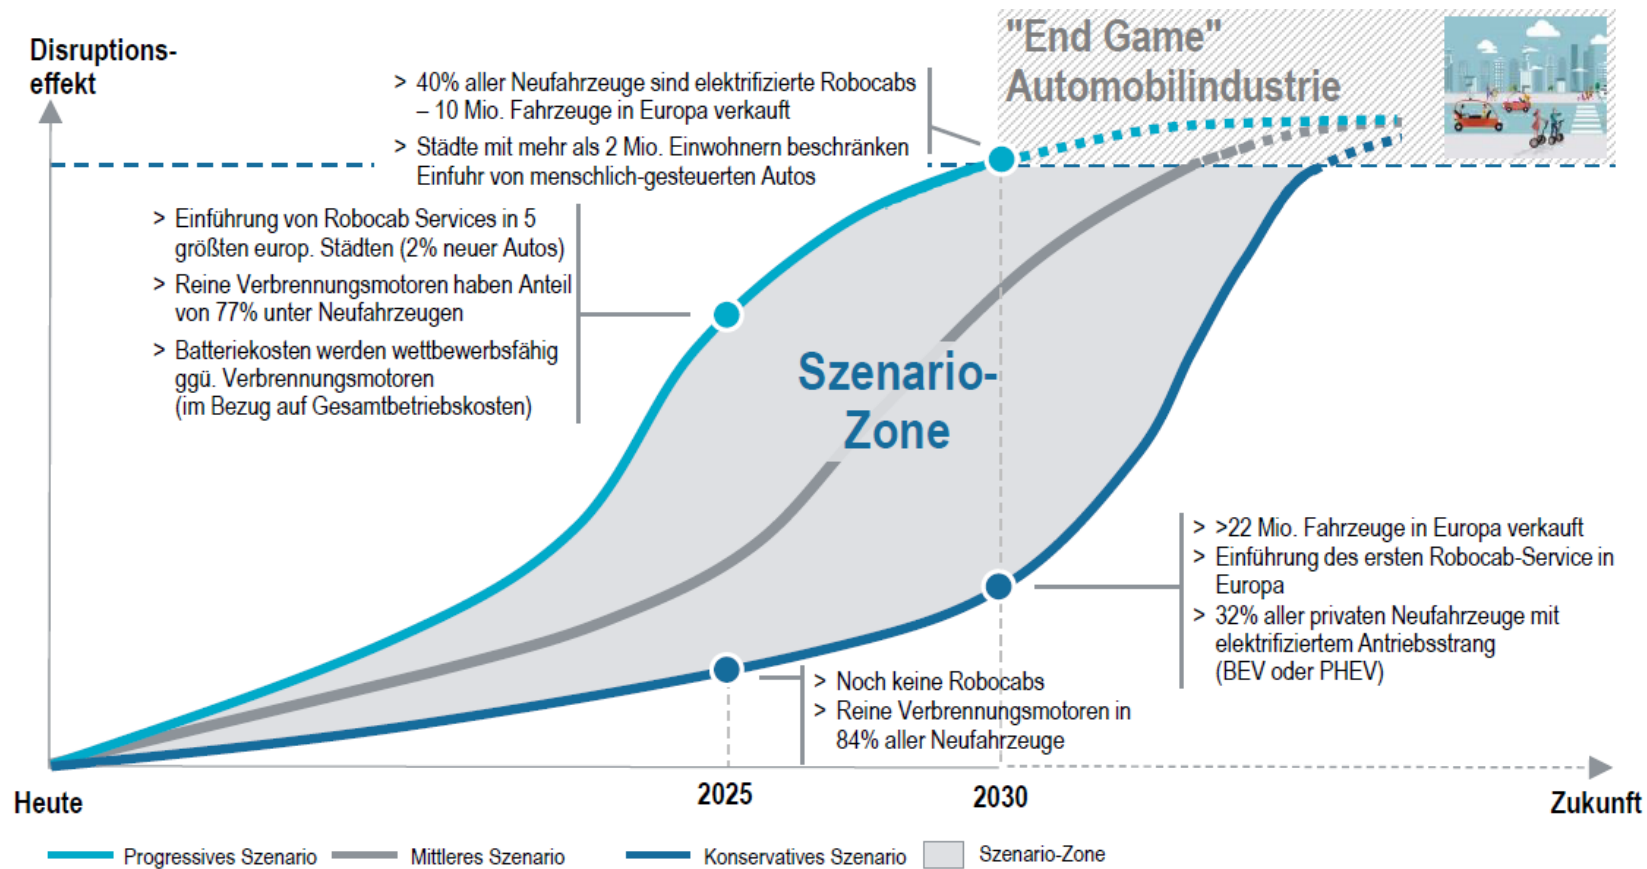 Disruptions-
effekt
"End Game"
Automobilindustrie
> 40% aller Neufahrzeuge sind elektrifizierte Robocabs
– 10 Mio. Fahrzeuge in Europa verkauft
> Städte mit mehr als 2 Mio. Einwohnern beschränken
Einfuhr von menschlich-gesteuerten Autos
> Einführung von Robocab Services in 5
größten europ. Städten (2% neuer Autos)
> Reine Verbrennungsmotoren haben Anteil
von 77% unter Neufahrzeugen
> Batteriekosten werden wettbewerbsfähig
ggü. Verbrennungsmotoren
(im Bezug auf Gesamtbetriebskosten)
Szenario-
Zone
> >22 Mio. Fahrzeuge in Europa verkauft
> Einführung des ersten Robocab-Service in
Europa
> 32% aller privaten Neufahrzeuge mit
elektrifiziertem Antriebsstrang
(BEV oder PHEV)
> Noch keine Robocabs
> Reine Verbrennungsmotoren in
84% aller Neufahrzeuge
Heute
2025
2030
Zukunft
Progressives Szenario
Mittleres Szenario
Konservatives Szenario
Szenario-Zone